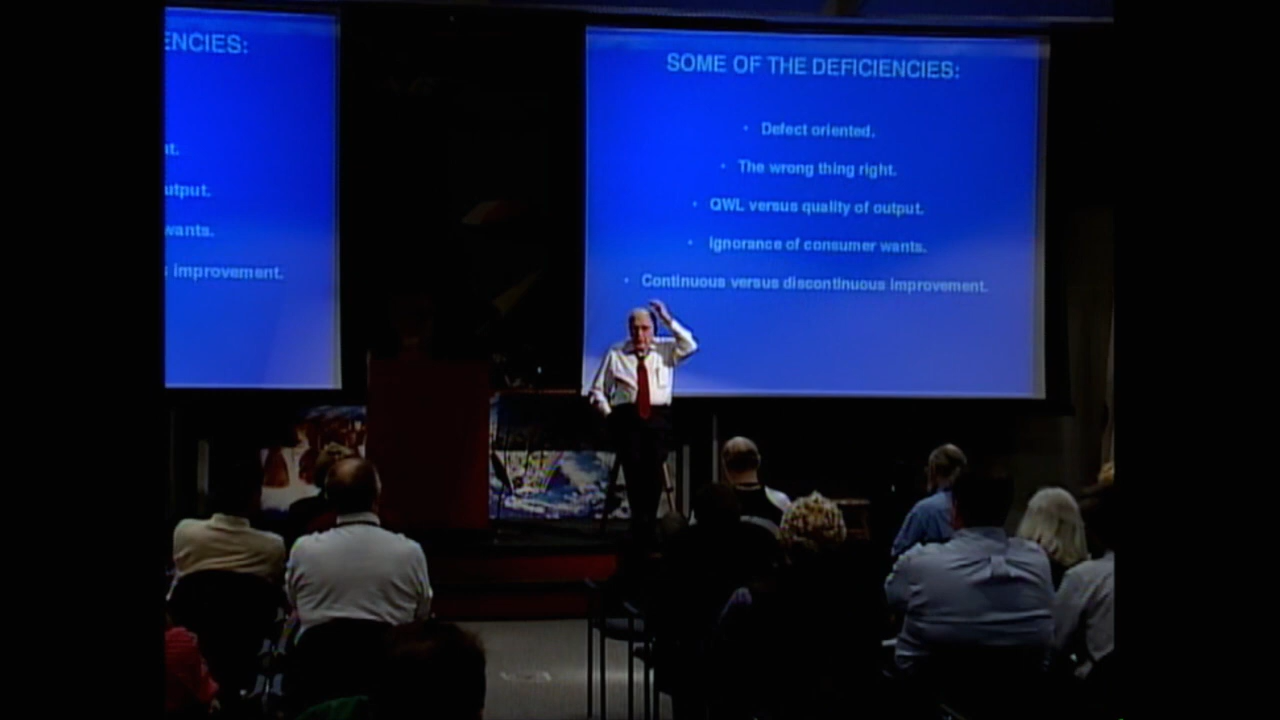 ENCIES:
t.
utput.
wants.
s improvement.
SOME OF THE DEFICIENCIES:
• Defect oriented.
• The wrong thing right.
• QWL versus quality of output.
• Ignorance of consumer wants.
• Continuous versus discontinuous improvement.